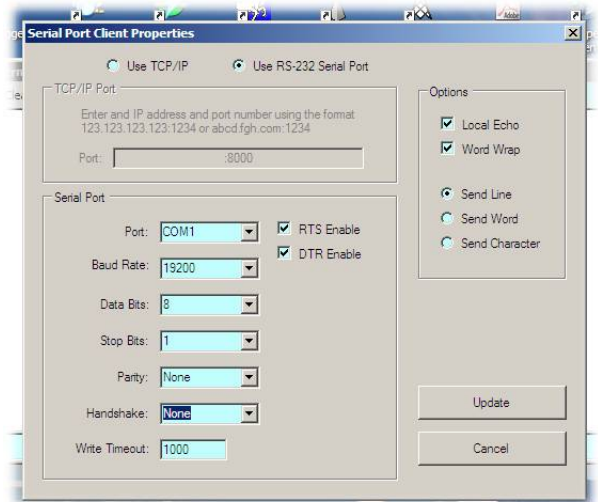 Serial Port Client Properties
Use TCP/IP
Use RS-232 Serial Port
TCP/IP Port
Enter and IP address and port number using the format
123.123.123.123:1234 or abcd.fgh.com:1234
Port: :8000
Options
Local Echo
Word Wrap
Send Line
Send Word
Send Character
Serial Port
Port: COM1
RTS Enable
Baud Rate: 19200
DTR Enable
Data Bits: 8
Stop Bits: 1
Parity: None
Handshake: None
Write Timeout: 1000
Update
Cancel